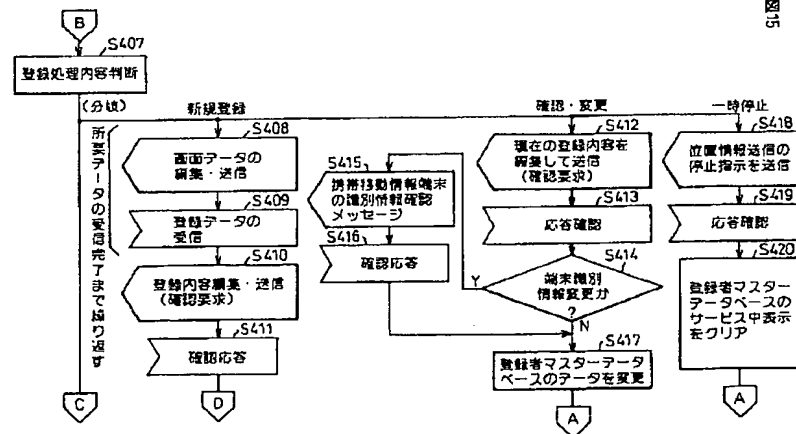 図15
B
S407
登録処理内容判断
(分岐)
新規登録
確認・変更
一時停止
所要データの受信完了まで繰り返す
S408
画面データの
編集・送信
S409
登録データの
受信
S410
登録内容編集・送信
(確認要求)
S411
確認応答
S412
現在の登録内容を
編集して送信
(確認要求)
S413
応答確認
S414
端末識別
情報変更か
?
Y
N
S415
携帯移動情報端末
の識別情報確認
メッセージ
S416
確認応答
S417
登録者マスターデータ
ベースのデータを変更
S418
位置情報送信の
停止指示を送信
S419
応答確認
S420
登録者マスター
データベースの
サービス中表示
をクリア
C
D
A
A